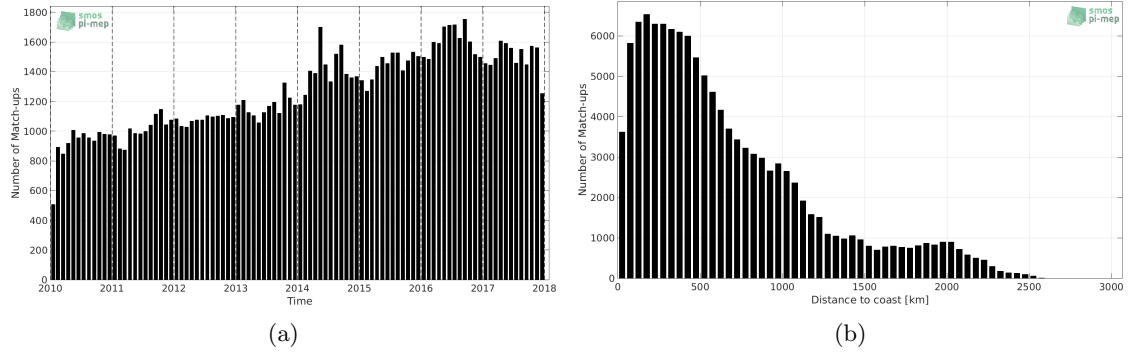 smos
pi-mep
Number of Match-ups
1800
1600
1400
1200
1000
800
600
400
200
0
2010 2011 2012 2013 2014 2015 2016 2017 2018
Time
(a)
smos
pi-mep
Number of Match-ups
6000
5000
4000
3000
2000
1000
0
0 500 1000 1500 2000 2500 3000
Distance to coast [km]
(b)